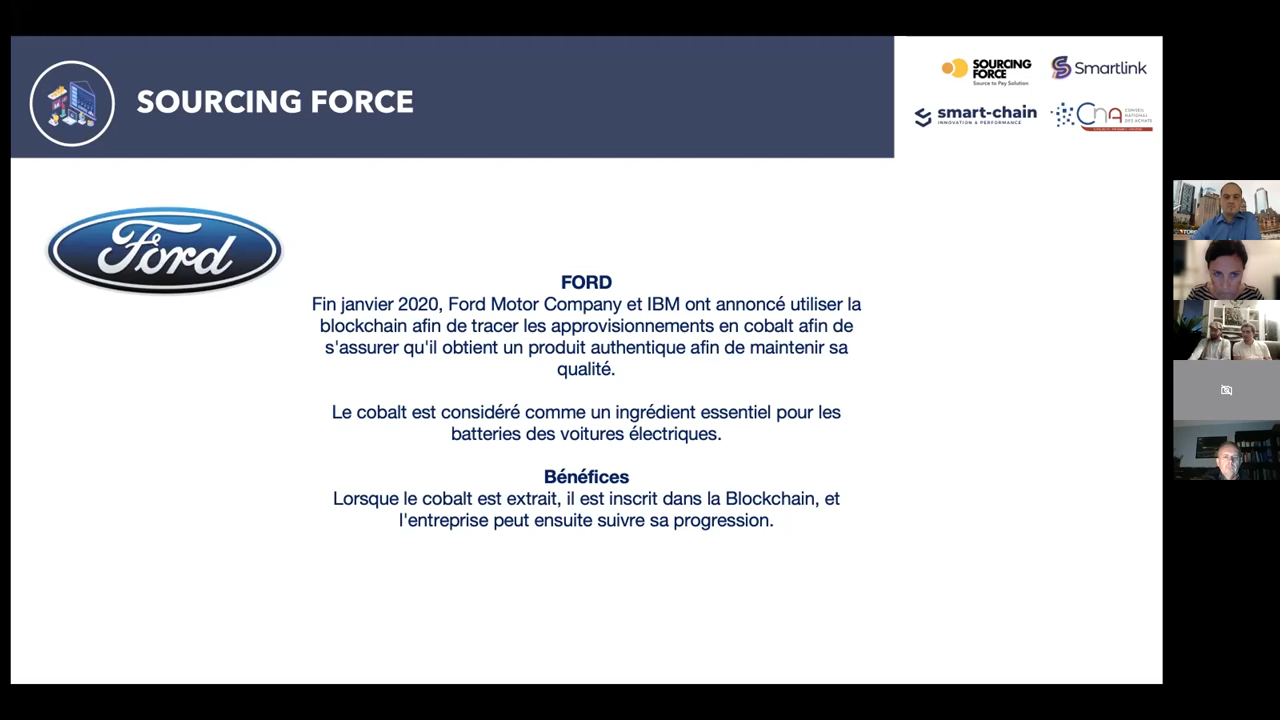 SOURCING FORCE
SOURCING
FORCE
Source to Pay Solution
Smartlink
smart-chain
INNOVATION & PERFORMANCE
CNA
CONSEIL
NATIONAL
DES ACHATS
Ford
FORD
Fin janvier 2020, Ford Motor Company et IBM ont annoncé utiliser la
blockchain afin de tracer les approvisionnements en cobalt afin de
s'assurer qu'il obtient un produit authentique afin de maintenir sa
qualité.
Le cobalt est considéré comme un ingrédient essentiel pour les
batteries des voitures électriques.
Bénéfices
Lorsque le cobalt est extrait, il est inscrit dans la Blockchain, et
l'entreprise peut ensuite suivre sa progression.